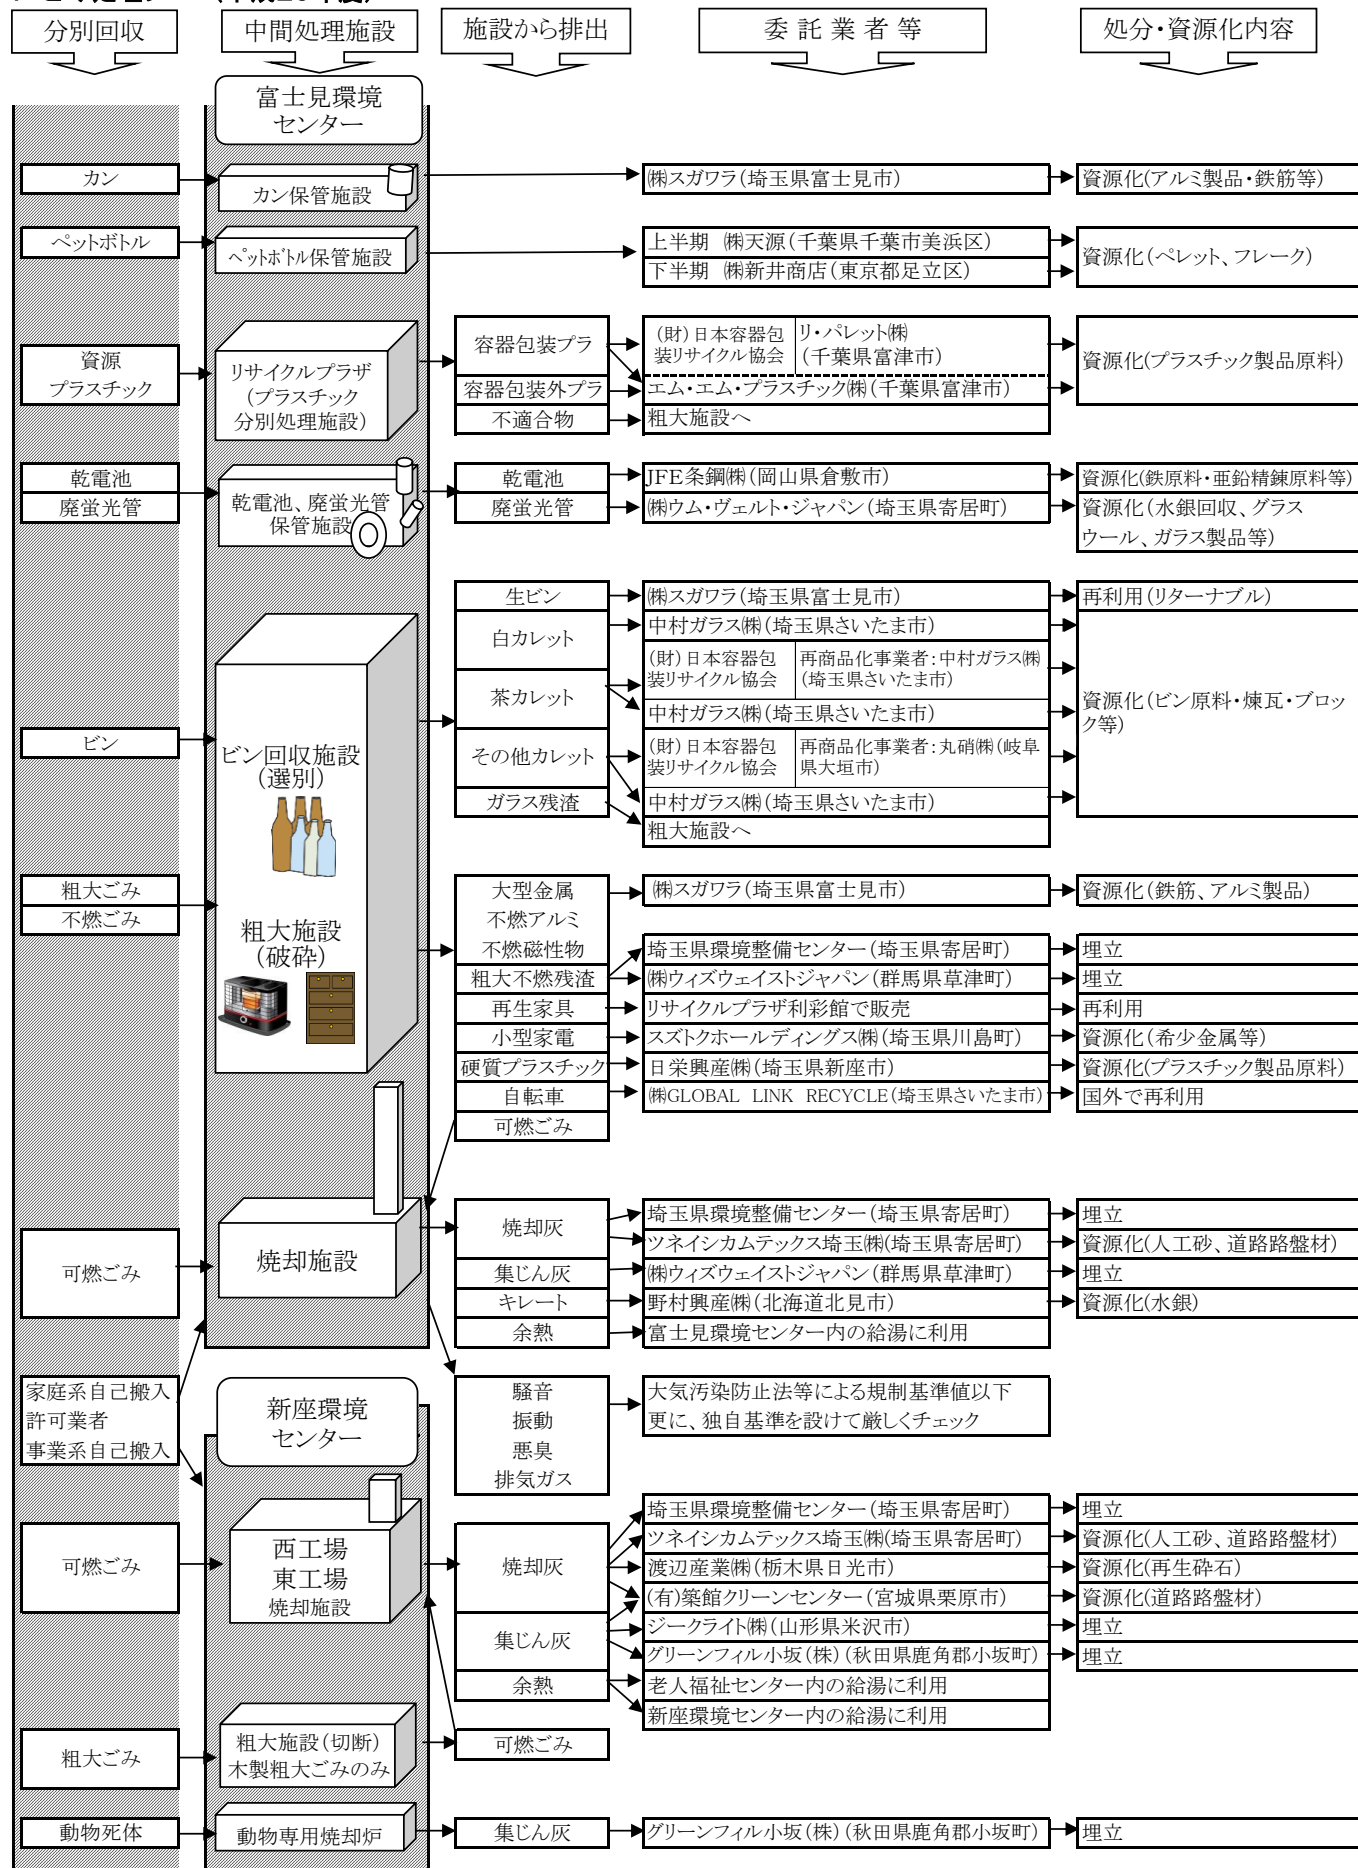 分別回収
中間処理施設
施設から排出
委託業者等
処分・資源化内容
富士見環境
センター
カン
カン保管施設
㈱スガワラ(埼玉県富士見市)
資源化(アルミ製品・鉄筋等)
ペットボトル
ペットボトル保管施設
上半期 ㈱天源(千葉県千葉市美浜区)
下半期 ㈱新井商店(東京都足立区)
資源化(ペレット、フレーク)
資源
プラスチック
リサイクルプラザ
(プラスチック
分別処理施設)
容器包装プラ
(財)日本容器包
装リサイクル協会
リ・パレット㈱
(千葉県富津市)
容器包装外プラ
エム・エム・プラスチック㈱(千葉県富津市)
資源化(プラスチック製品原料)
不適合物
粗大施設へ
乾電池
廃蛍光管
乾電池、廃蛍光管
保管施設
乾電池
JFE条鋼㈱(岡山県倉敷市)
資源化(鉄原料・亜鉛精錬原料等)
廃蛍光管
㈱ウム・ヴェルト・ジャパン(埼玉県寄居町)
資源化(水銀回収、グラス
ウール、ガラス製品等)
ビン
ビン回収施設
(選別)
生ビン
㈱スガワラ(埼玉県富士見市)
再利用(リターナブル)
白カレット
中村ガラス㈱(埼玉県さいたま市)
(財)日本容器包
装リサイクル協会
再商品化事業者:中村ガラス㈱
(埼玉県さいたま市)
茶カレット
中村ガラス㈱(埼玉県さいたま市)
資源化(ビン原料・煉瓦・ブロッ
ク等)
その他カレット
(財)日本容器包
装リサイクル協会
再商品化事業者:丸硝㈱(岐阜
県大垣市)
ガラス残渣
中村ガラス㈱(埼玉県さいたま市)
粗大施設へ
粗大ごみ
不燃ごみ
粗大施設
(破砕)
大型金属
不燃アルミ
不燃磁性物
㈱スガワラ(埼玉県富士見市)
資源化(鉄筋、アルミ製品)
埼玉県環境整備センター(埼玉県寄居町)
埋立
粗大不燃残渣
㈱ウィズウェイストジャパン(群馬県草津町)
埋立
再生家具
リサイクルプラザ利彩館で販売
再利用
小型家電
スズトクホールディングス㈱(埼玉県川島町)
資源化(希少金属等)
硬質プラスチック
日栄興産㈱(埼玉県新座市)
資源化(プラスチック製品原料)
自転車
㈱GLOBAL LINK RECYCLE(埼玉県さいたま市)
国外で再利用
可燃ごみ
可燃ごみ
焼却施設
焼却灰
埼玉県環境整備センター(埼玉県寄居町)
埋立
ツネイシカムテックス埼玉㈱(埼玉県寄居町)
資源化(人工砂、道路路盤材)
集じん灰
㈱ウィズウェイストジャパン(群馬県草津町)
埋立
キレート
野村興産㈱(北海道北見市)
資源化(水銀)
余熱
富士見環境センター内の給湯に利用
家庭系自己搬入
許可業者
事業系自己搬入
新座環境
センター
騒音
振動
悪臭
排気ガス
大気汚染防止法等による規制基準値以下
更に、独自基準を設けて厳しくチェック
可燃ごみ
西工場
東工場
焼却施設
焼却灰
埼玉県環境整備センター(埼玉県寄居町)
埋立
ツネイシカムテックス埼玉㈱(埼玉県寄居町)
資源化(人工砂、道路路盤材)
渡辺産業㈱(栃木県日光市)
資源化(再生砕石)
(有)築館クリーンセンター(宮城県栗原市)
資源化(道路路盤材)
集じん灰
ジークライト㈱(山形県米沢市)
埋立
グリーンフィル小坂(株)(秋田県鹿角郡小坂町)
埋立
余熱
老人福祉センター内の給湯に利用
新座環境センター内の給湯に利用
粗大ごみ
粗大施設(切断)
木製粗大ごみのみ
可燃ごみ
動物死体
動物専用焼却炉
集じん灰
グリーンフィル小坂(株)(秋田県鹿角郡小坂町)
埋立